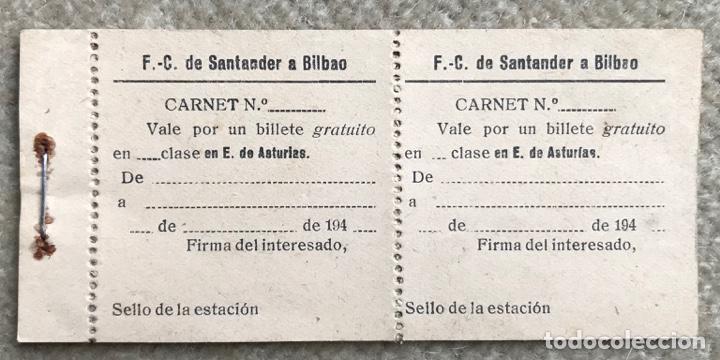 F.-C. de Santander a Bilbao
CARNET N.º
Vale por un billete gratuito
en ..... clase en E. de Asturias.
De
a
de de 194
Firma del interesado,
Sello de la estación
F.-C. de Santander a Bilbao
CARNET N.º
Vale por un billete gratuito
en .... clase en E. de Asturias.
De
a
de de 194
Firma del interesado,
Sello de la estación
todocoleccion